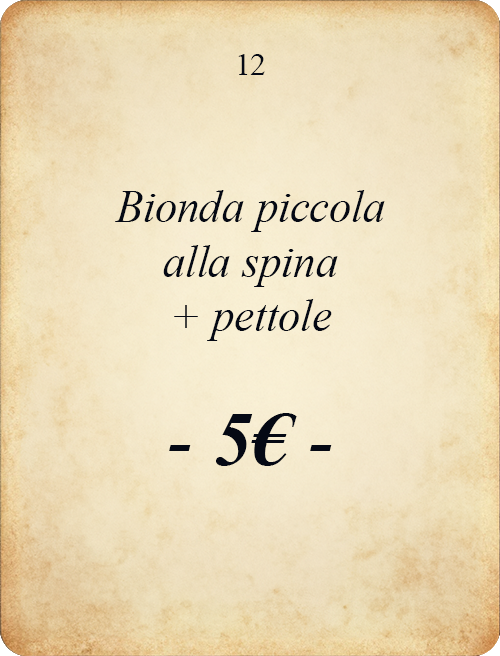 12
Bionda piccola
alla spina
+ pettole
- 5€ -